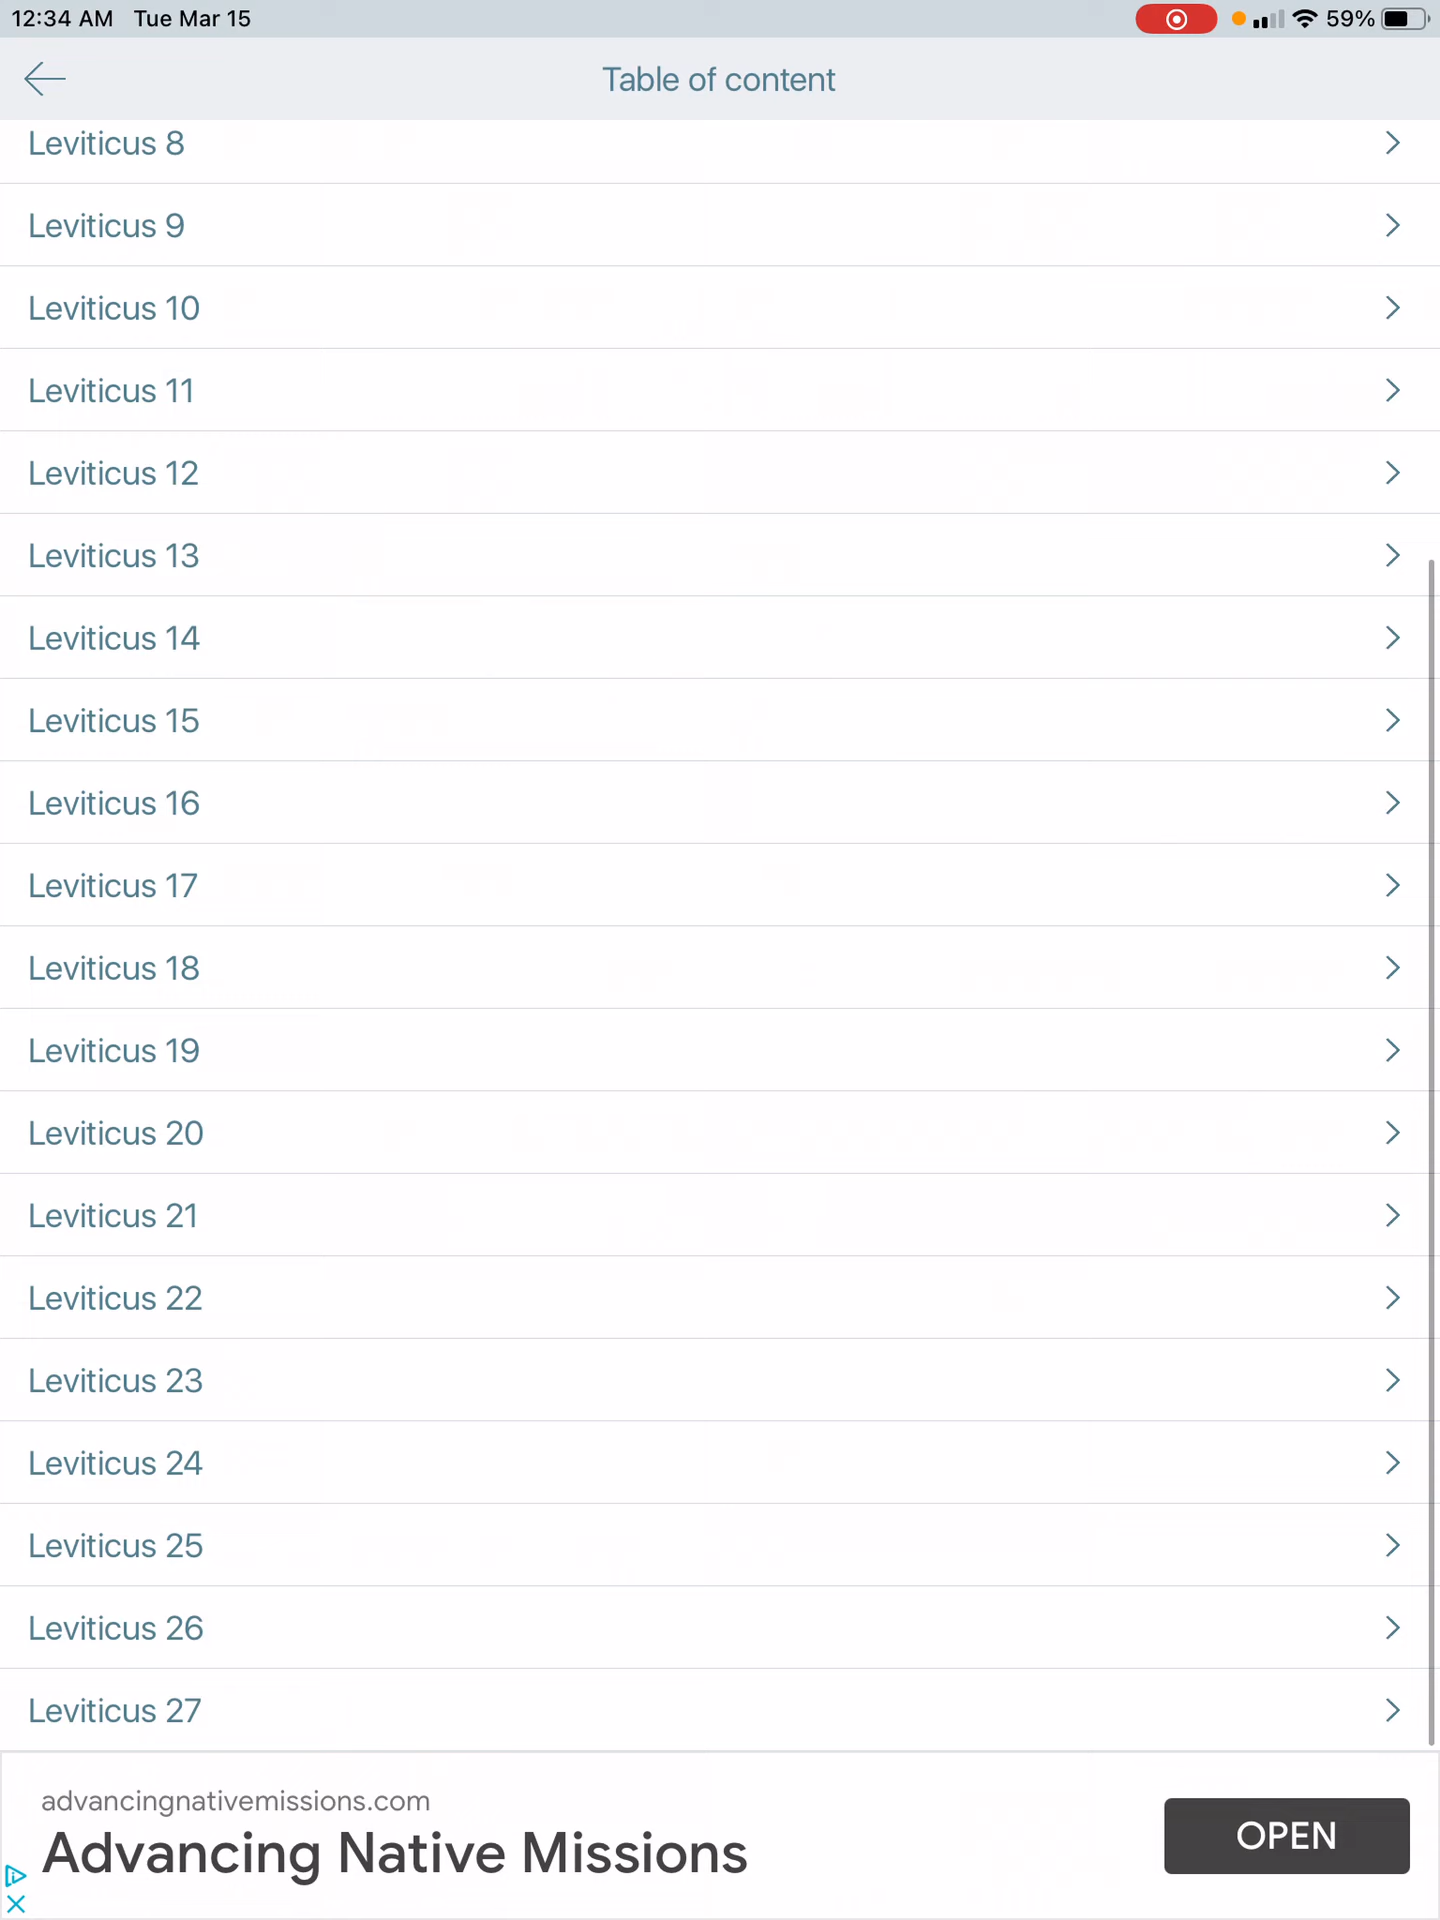 12:34 AM Tue Mar 15 59%
Table of content
Leviticus 8
Leviticus 9
Leviticus 10
Leviticus 11
Leviticus 12
Leviticus 13
Leviticus 14
Leviticus 15
Leviticus 16
Leviticus 17
Leviticus 18
Leviticus 19
Leviticus 20
Leviticus 21
Leviticus 22
Leviticus 23
Leviticus 24
Leviticus 25
Leviticus 26
Leviticus 27
advancingnativemissions.com
Advancing Native Missions
OPEN